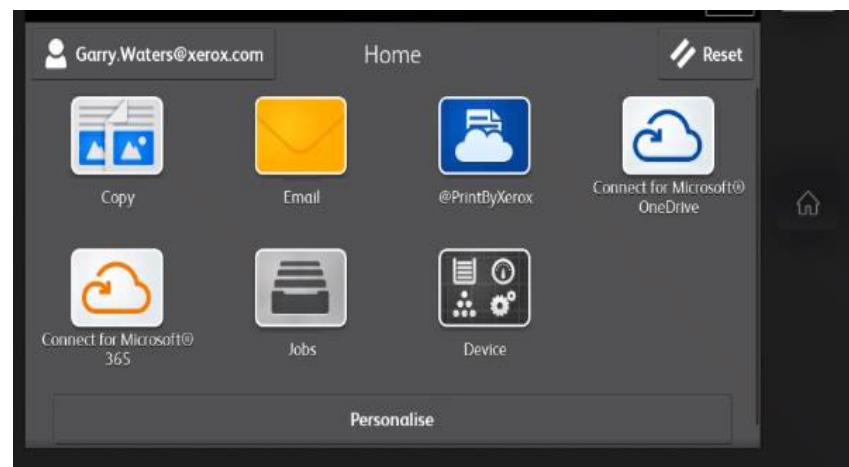 Garry.Waters@xerox.com
Home
Reset
Copy
Email
@PrintByXerox
Connect for Microsoft®
OneDrive
Connect for Microsoft®
365
Jobs
Device
Personalise